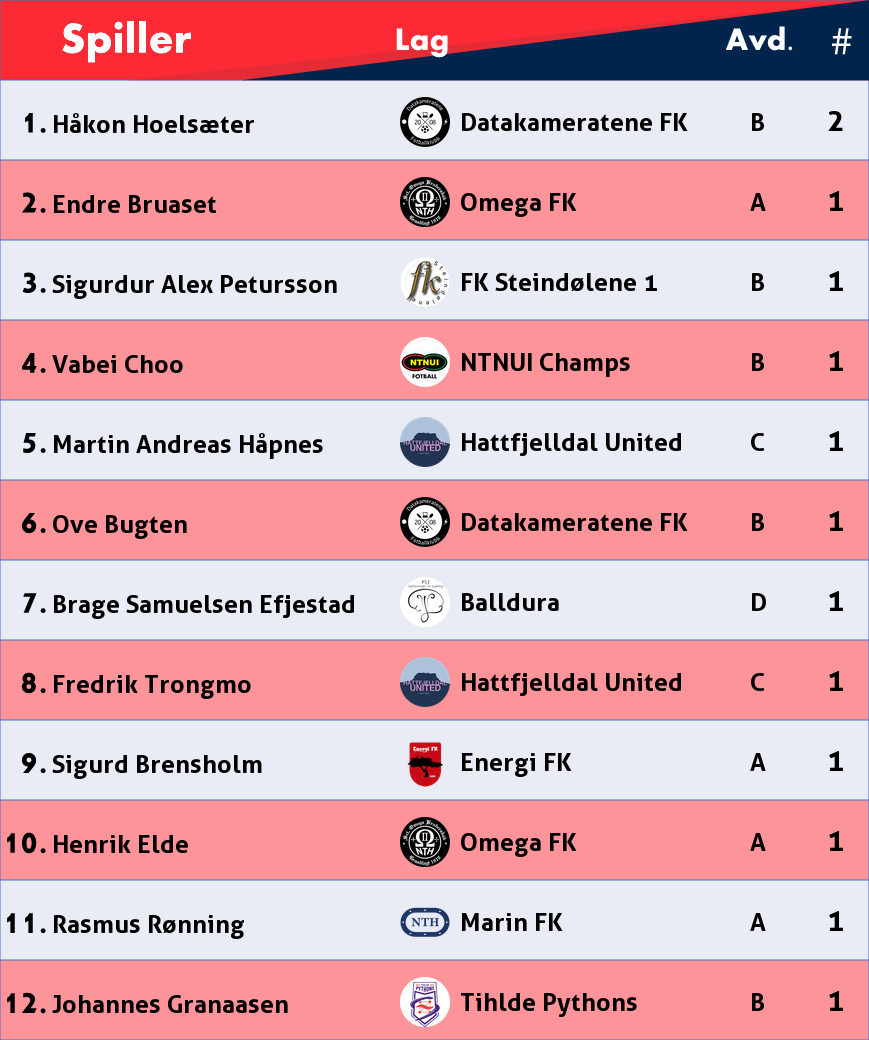 Spiller Lag Avd. #
1. Håkon Hoelsæter Datakameratene FK B 2
2. Endre Bruaset Omega FK A 1
3. Sigurdur Alex Petursson FK Steindølene 1 B 1
4. Vabei Choo NTNUI Champs B 1
5. Martin Andreas Håpnes Hattfjelldal United C 1
6. Ove Bugten Datakameratene FK B 1
7. Brage Samuelsen Efjestad Balldura D 1
8. Fredrik Trongmo Hattfjelldal United C 1
9. Sigurd Brensholm Energi FK A 1
10. Henrik Elde Omega FK A 1
11. Rasmus Rønning Marin FK A 1
12. Johannes Granaasen Tihlde Pythons B 1